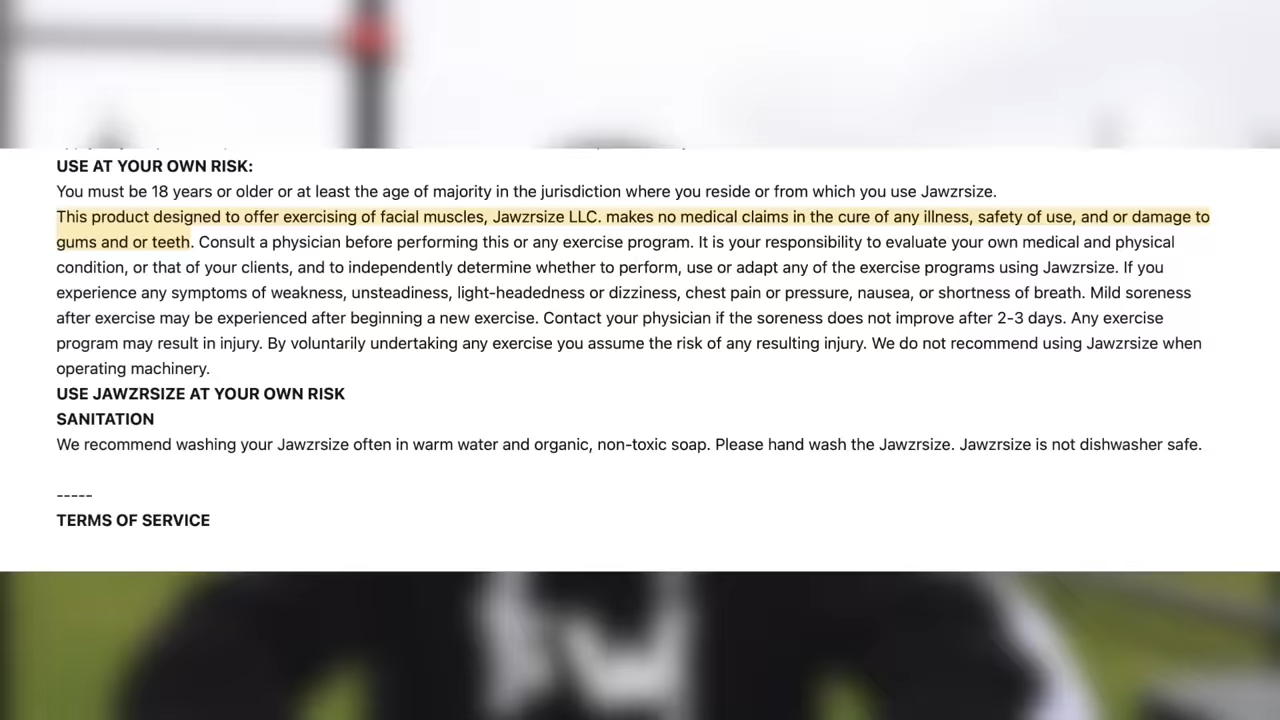 USE AT YOUR OWN RISK:
You must be 18 years or older or at least the age of majority in the jurisdiction where you reside or from which you use Jawzrsize.
This product designed to offer exercising of facial muscles, Jawzrsize LLC. makes no medical claims in the cure of any illness, safety of use, and or damage to
gums and or teeth. Consult a physician before performing this or any exercise program. It is your responsibility to evaluate your own medical and physical
condition, or that of your clients, and to independently determine whether to perform, use or adapt any of the exercise programs using Jawzrsize. If you
experience any symptoms of weakness, unsteadiness, light-headedness or dizziness, chest pain or pressure, nausea, or shortness of breath. Mild soreness
after exercise may be experienced after beginning a new exercise. Contact your physician if the soreness does not improve after 2-3 days. Any exercise
program may result in injury. By voluntarily undertaking any exercise you assume the risk of any resulting injury. We do not recommend using Jawzrsize when
operating machinery.
USE JAWZRSIZE AT YOUR OWN RISK
SANITATION
We recommend washing your Jawzrsize often in warm water and organic, non-toxic soap. Please hand wash the Jawzrsize. Jawzrsize is not dishwasher safe.
-----
TERMS OF SERVICE